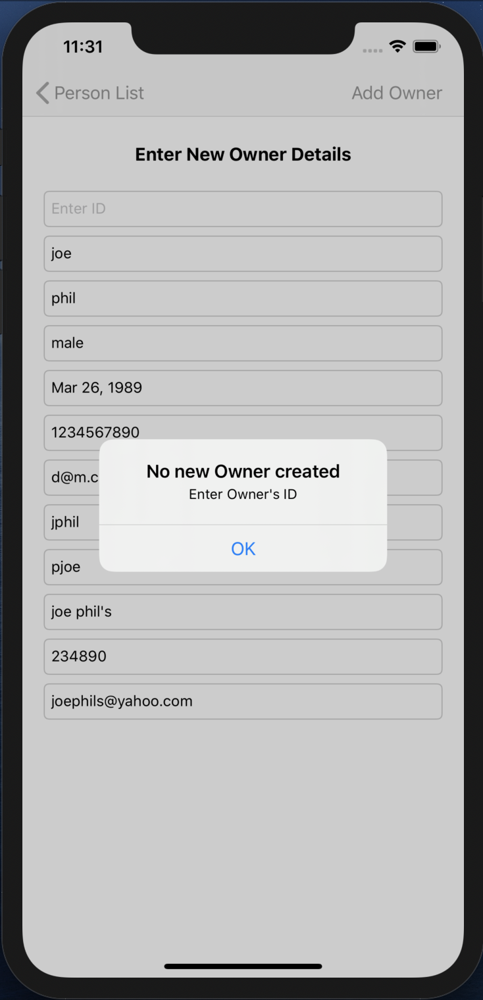 11:31
Person List
Add Owner
Enter New Owner Details
Enter ID
joe
phil
male
Mar 26, 1989
1234567890
d@m.c
No new Owner created
Enter Owner's ID
jphil
OK
pjoe
joe phil's
234890
joephils@yahoo.com